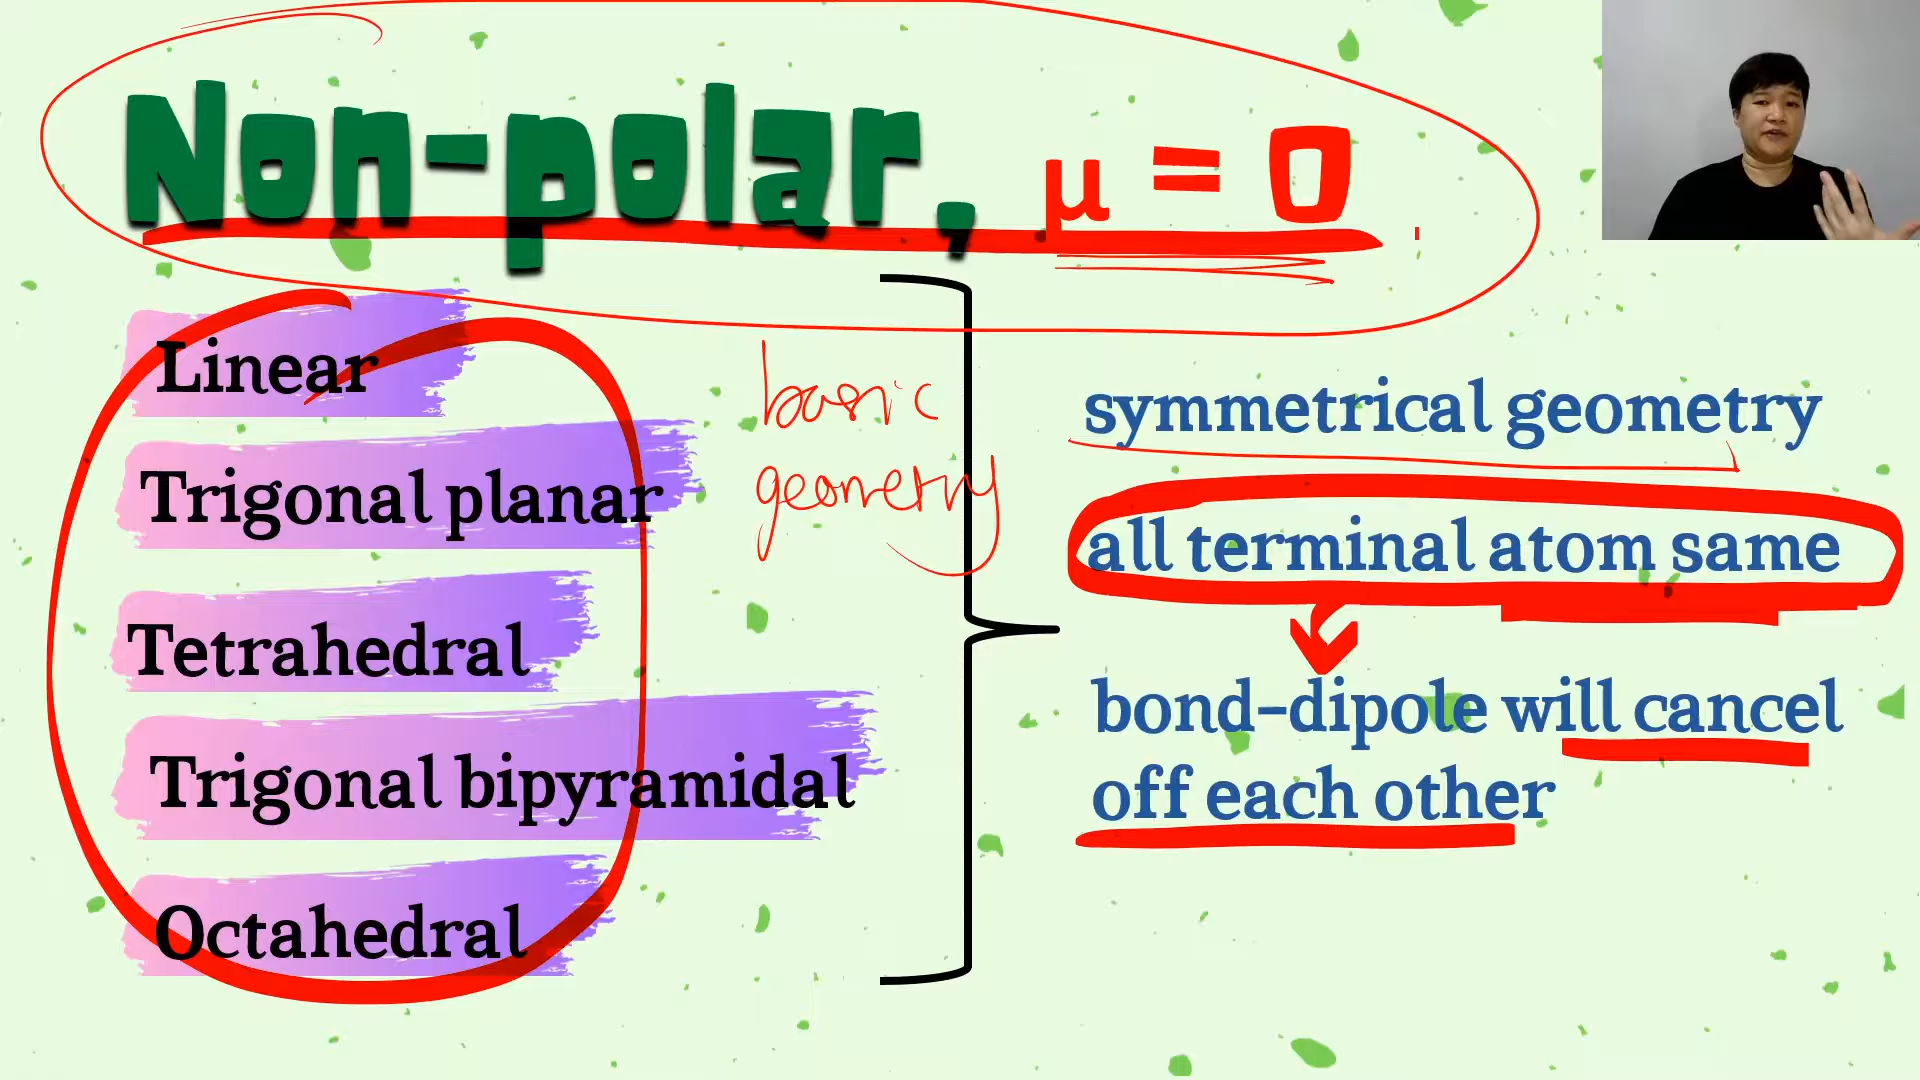 Non-polar, μ = 0
Linear
Trigonal planar
Tetrahedral
Trigonal bipyramidal
Octahedral
basic
geometry
symmetrical geometry
all terminal atom same
bond-dipole will cancel
off each other